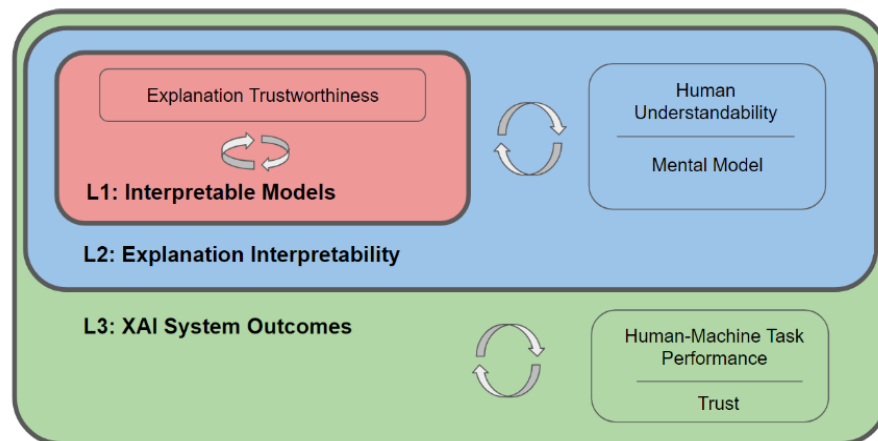 Explanation Trustworthiness
L1: Interpretable Models
Human
Understandability
Mental Model
L2: Explanation Interpretability
L3: XAI System Outcomes
Human-Machine Task
Performance
Trust